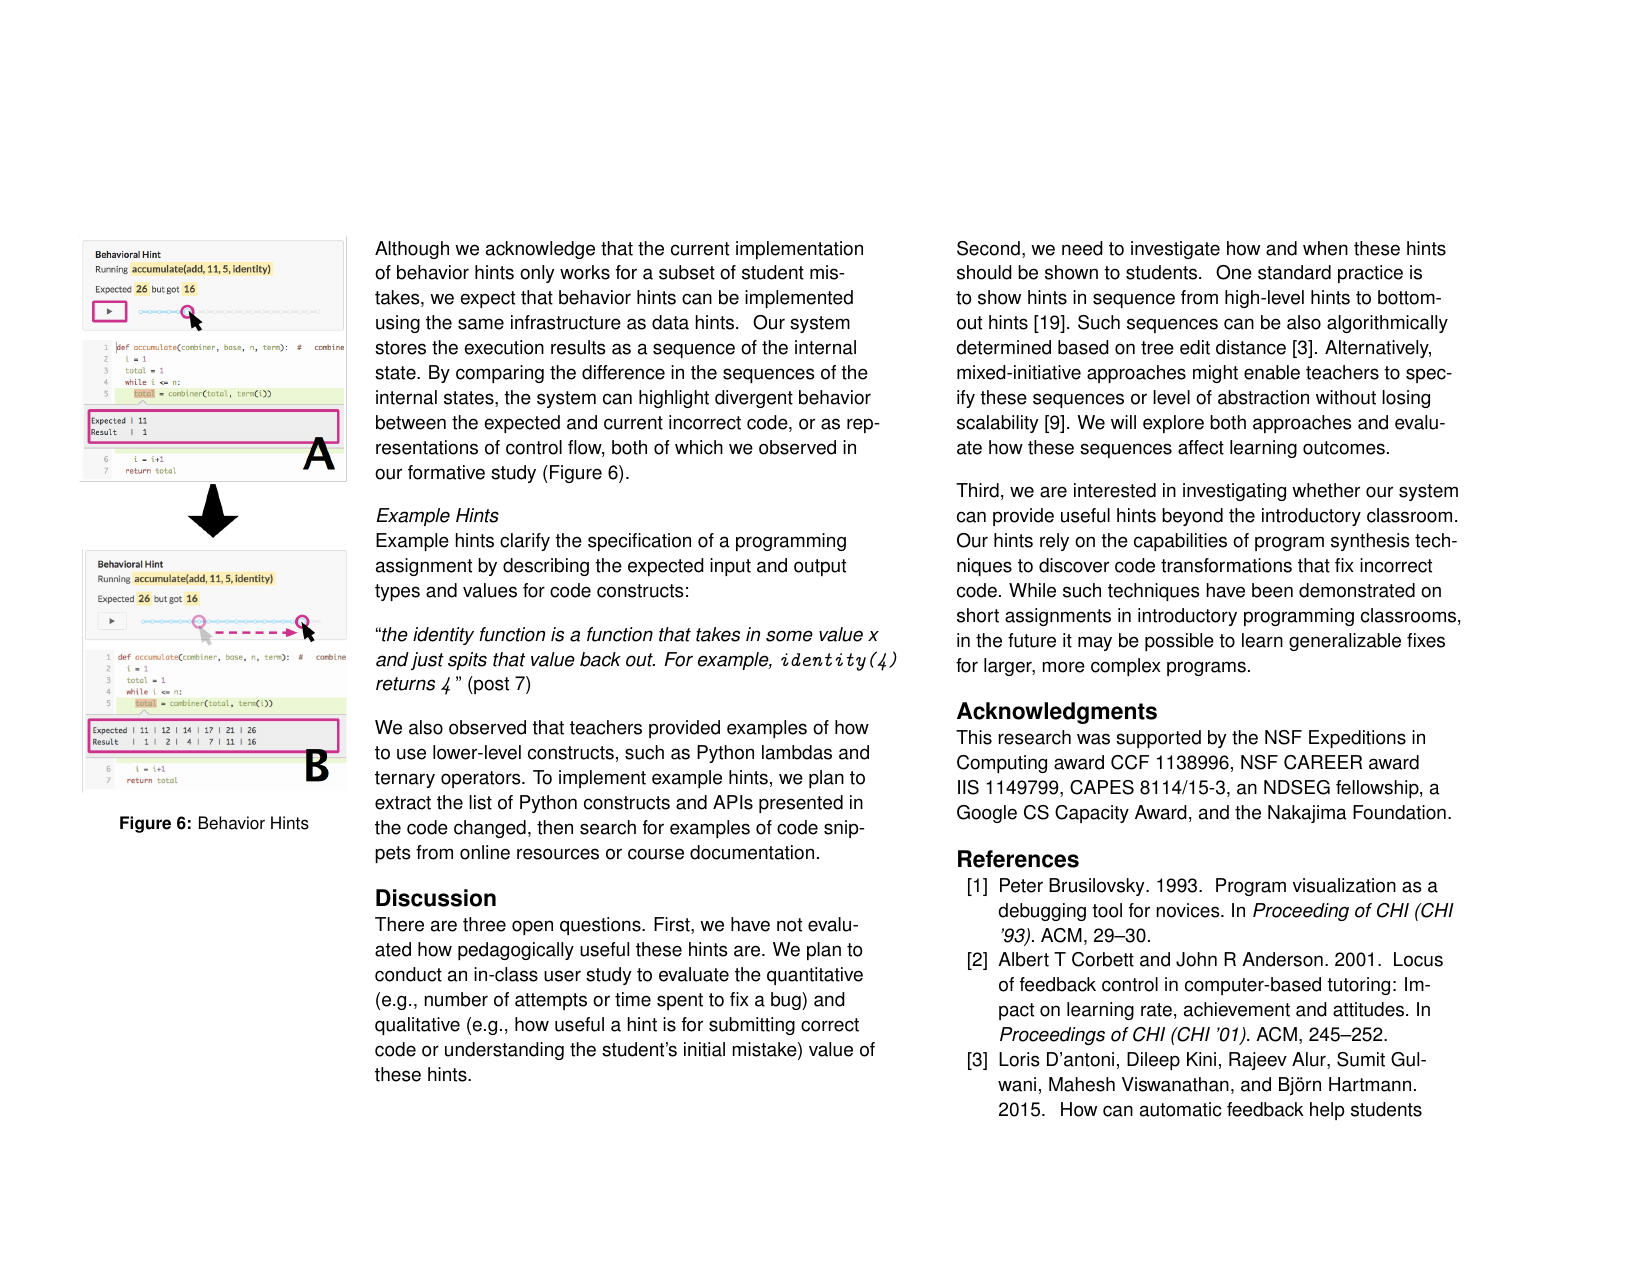 Behavioral Hint
Running accumulate(add, 11, 5, identity)
Expected 26 but got 16
1 def accumulate(combiner, base, n, term): # combine
2 i = 1
3 total = 1
4 while i <= n:
5 total = combiner(total, term(i))
Expected | 11
Result | 1
A
6 i = i+1
7 return total
Behavioral Hint
Running accumulate(add, 11, 5, identity)
Expected 26 but got 16
1 def accumulate(combiner, base, n, term): # combine
2 i = 1
3 total = 1
4 while i <= n:
5 total = combiner(total, term(i))
Expected | 11 | 12 | 14 | 17 | 21 | 26
Result | 1 | 2 | 4 | 7 | 11 | 16
B
6 i = i+1
7 return total
Figure 6: Behavior Hints
Although we acknowledge that the current implementation
of behavior hints only works for a subset of student mis-
takes, we expect that behavior hints can be implemented
using the same infrastructure as data hints. Our system
stores the execution results as a sequence of the internal
state. By comparing the difference in the sequences of the
internal states, the system can highlight divergent behavior
between the expected and current incorrect code, or as rep-
resentations of control flow, both of which we observed in
our formative study (Figure 6).
Example Hints
Example hints clarify the specification of a programming
assignment by describing the expected input and output
types and values for code constructs:
“the identity function is a function that takes in some value x
and just spits that value back out. For example, identity(4)
returns 4 ” (post 7)
We also observed that teachers provided examples of how
to use lower-level constructs, such as Python lambdas and
ternary operators. To implement example hints, we plan to
extract the list of Python constructs and APIs presented in
the code changed, then search for examples of code snip-
pets from online resources or course documentation.
Discussion
There are three open questions. First, we have not evalu-
ated how pedagogically useful these hints are. We plan to
conduct an in-class user study to evaluate the quantitative
(e.g., number of attempts or time spent to fix a bug) and
qualitative (e.g., how useful a hint is for submitting correct
code or understanding the student’s initial mistake) value of
these hints.
Second, we need to investigate how and when these hints
should be shown to students. One standard practice is
to show hints in sequence from high-level hints to bottom-
out hints [19]. Such sequences can be also algorithmically
determined based on tree edit distance [3]. Alternatively,
mixed-initiative approaches might enable teachers to spec-
ify these sequences or level of abstraction without losing
scalability [9]. We will explore both approaches and evalu-
ate how these sequences affect learning outcomes.
Third, we are interested in investigating whether our system
can provide useful hints beyond the introductory classroom.
Our hints rely on the capabilities of program synthesis tech-
niques to discover code transformations that fix incorrect
code. While such techniques have been demonstrated on
short assignments in introductory programming classrooms,
in the future it may be possible to learn generalizable fixes
for larger, more complex programs.
Acknowledgments
This research was supported by the NSF Expeditions in
Computing award CCF 1138996, NSF CAREER award
IIS 1149799, CAPES 8114/15-3, an NDSEG fellowship, a
Google CS Capacity Award, and the Nakajima Foundation.
References
[1] Peter Brusilovsky. 1993. Program visualization as a
debugging tool for novices. In Proceeding of CHI (CHI
’93). ACM, 29–30.
[2] Albert T Corbett and John R Anderson. 2001. Locus
of feedback control in computer-based tutoring: Im-
pact on learning rate, achievement and attitudes. In
Proceedings of CHI (CHI ’01). ACM, 245–252.
[3] Loris D’antoni, Dileep Kini, Rajeev Alur, Sumit Gul-
wani, Mahesh Viswanathan, and Björn Hartmann.
2015. How can automatic feedback help students